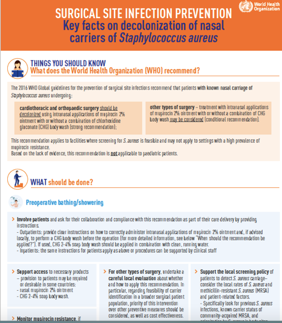 SURGICAL SITE INFECTION PREVENTION
World Health
Organization
Key facts on decolonization of nasal
carriers of Staphylococcus aureus
THINGS YOU SHOULD KNOW
What does the World Health Organization (WHO) recommend?
The 2016 WHO Global guidelines for the prevention of surgical site infections recommend that patients with known nasal carriage of
Staphylococcus aureus undergoing:
cardiothoracic and orthopaedic surgery should be
decolonized using intranasal applications of mupirocin 2%
ointment with or without a combination of chlorhexidine
gluconate (CHG) body wash (strong recommendation);
other types of surgery – treatment with intranasal applications
of mupirocin 2% ointment with or without a combination of CHG
body wash may be considered (conditional recommendation)
This recommendation applies to facilities where screening for S. aureus is feasible and may not apply to settings with a high prevalence of
mupirocin resistance.
Based on the lack of evidence, this recommendation is not applicable to paediatric patients.
WHAT should be done?
Preoperative bathing/showering
Involve patients and ask for their collaboration and compliance with this recommendation as part of their care delivery by providing
instructions.
- Outpatients: provide clear instructions on how to correctly administer intranasal applications of mupirocin 2% ointment and, if advised
locally, to perform a CHG body wash before the operation
be applied?"). If used, CHG 2-4% soap body wash should be applied in combination with clean, running water.
- Inpatients: the same instructions for patients apply as above or procedures can be supported by clinical staff
Support access to necessary products
- provision to patients may be required
or desirable in some countries
- nasal mupirocin 2% ointment
- CHG 2-4% soap body wash.
Monitor mupirocin resistance, if
For other types of surgery, undertake a
careful local evaluation about whether
and how to apply this recommendation. In
particular, regarding feasibility of carrier
identification in a broader surgical patient
population, priority of this intervention
over other prevention measures should be
considered, as well as cost-effectiveness.
Support the local screening policy of
patients to detect S. aureus carriage-
consider the local rates of S. aureus and
methicillin-resistant S. aureus (MRSA)
and patient-related factors.
- Specifically look for previous S. aureus
infections, known carrier status of
community-acquired MRSA, and